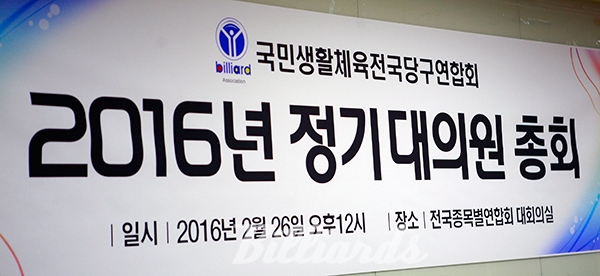 billiard
Association
국민생활체육전국당구연합회
2016년 정기대의원 총회
| 일시 | 2016년 2월 26일 오후12시 | 장소 | 전국종목별연합회 대회의실
Billiards